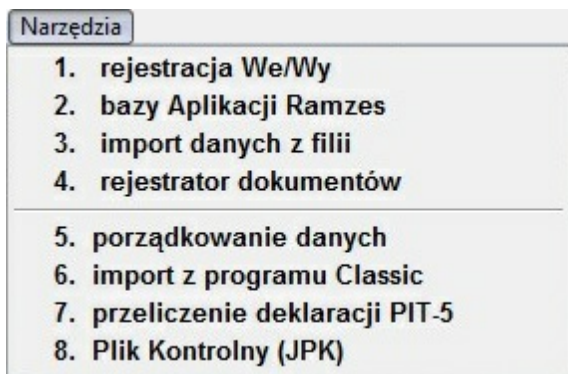 Narzędzia
1. rejestracja We/Wy
2. bazy Aplikacji Ramzes
3. import danych z filii
4. rejestrator dokumentów
5. porządkowanie danych
6. import z programu Classic
7. przeliczenie deklaracji PIT-5
8. Plik Kontrolny (JPK)